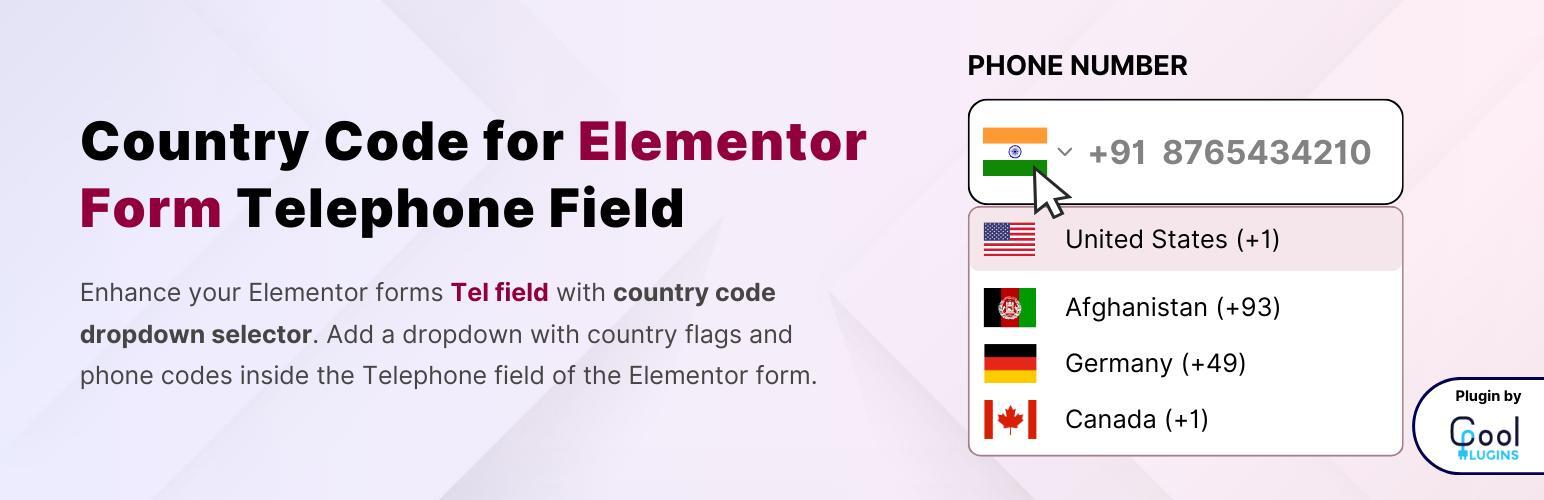 Country Code for Elementor
Form Telephone Field
Enhance your Elementor forms Tel field with country code
dropdown selector. Add a dropdown with country flags and
phone codes inside the Telephone field of the Elementor form.
PHONE NUMBER
+91 8765434210
United States (+1)
Afghanistan (+93)
Germany (+49)
Canada (+1)
Plugin by
Cool
PLUGINS